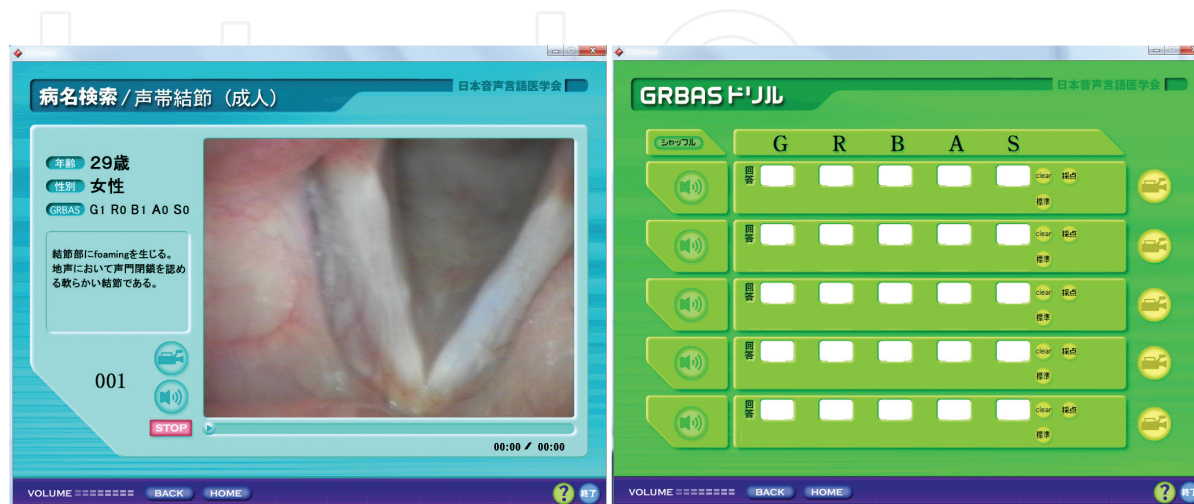 病名検索/声帯結節（成人）
日本音声言語医学会
年齢 29歳
性別 女性
GRBAS G1 R0 B1 A0 S0
結節部にfoamingを生じる。
地声において声門閉鎖を認め
る軟らかい結節である。
001
STOP
00:00 / 00:00
VOLUME BACK HOME ? 終了
GRBASドリル
日本音声言語医学会
シャッフル G R B A S
回答 clear 採点
標準
回答 clear 採点
標準
回答 clear 採点
標準
回答 clear 採点
標準
回答 clear 採点
標準
VOLUME BACK HOME ? 終了